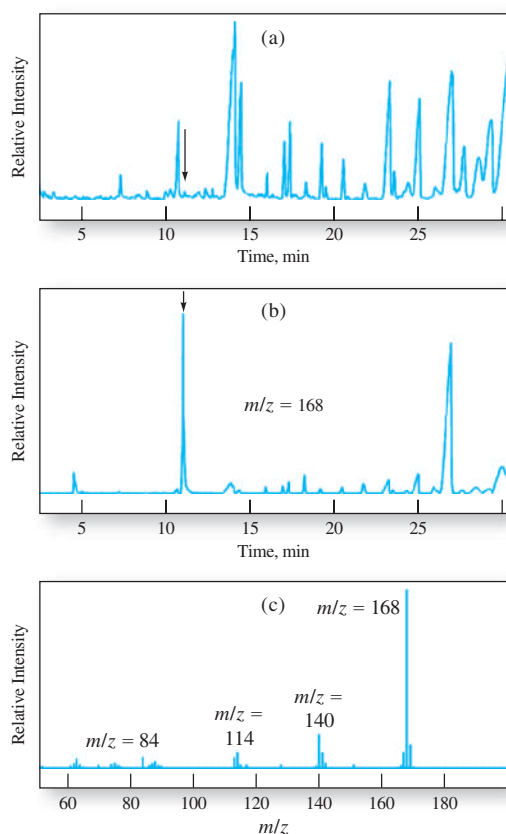 (a)
Relative Intensity
5 10 15 20 25
Time, min
(b)
m/z = 168
Relative Intensity
5 10 15 20 25
Time, min
(c)
m/z = 168
m/z =
140
m/z =
114
m/z = 84
Relative Intensity
60 80 100 120 140 160 180
m/z